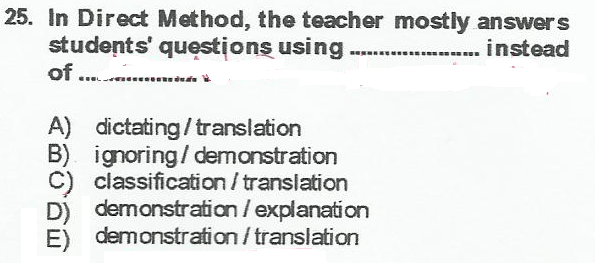 25. In Direct Method, the teacher mostly answers
students' questions using ........................ instead
of ........................
A) dictating / translation
B) ignoring / demonstration
C) classification / translation
D) demonstration / explanation
E) demonstration / translation